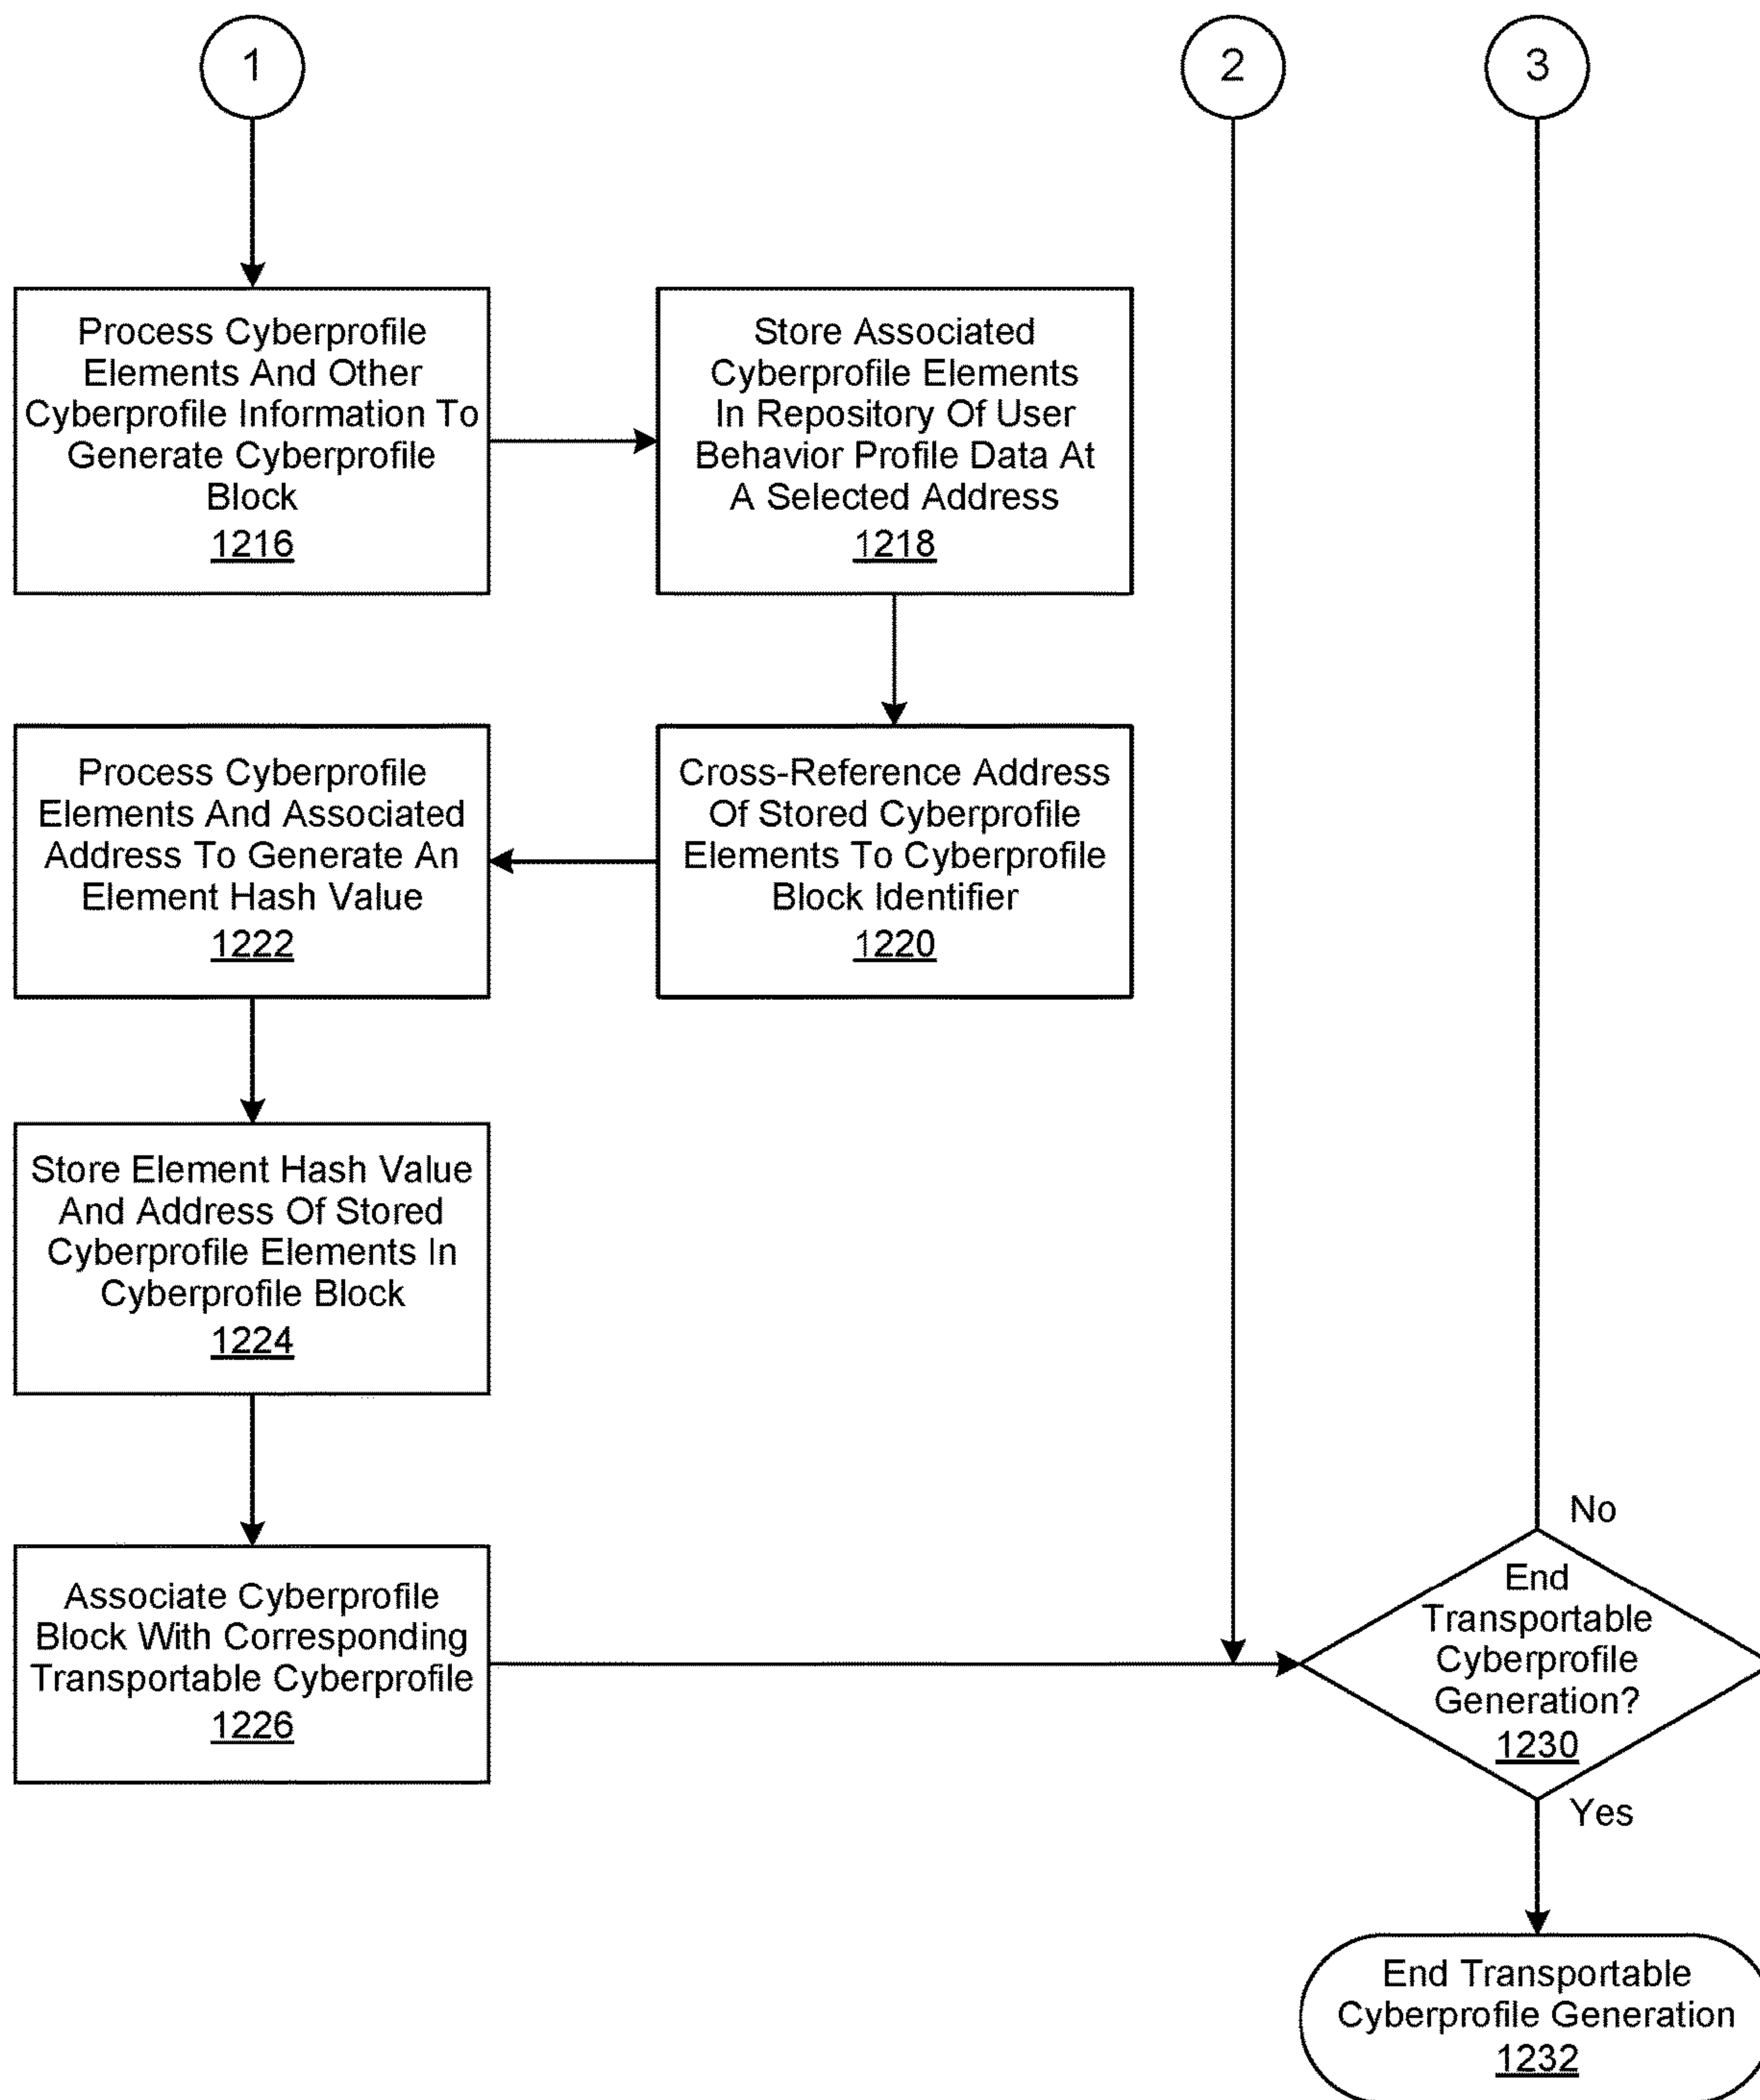 1
2
3
Process Cyberprofile
Elements And Other
Cyberprofile Information To
Generate Cyberprofile
Block
1216
Store Associated
Cyberprofile Elements
In Repository Of User
Behavior Profile Data At
A Selected Address
1218
Process Cyberprofile
Elements And Associated
Address To Generate An
Element Hash Value
1222
Cross-Reference Address
Of Stored Cyberprofile
Elements To Cyberprofile
Block Identifier
1220
Store Element Hash Value
And Address Of Stored
Cyberprofile Elements In
Cyberprofile Block
1224
Associate Cyberprofile
Block With Corresponding
Transportable Cyberprofile
1226
No
End
Transportable
Cyberprofile
Generation?
1230
Yes
End Transportable
Cyberprofile Generation
1232